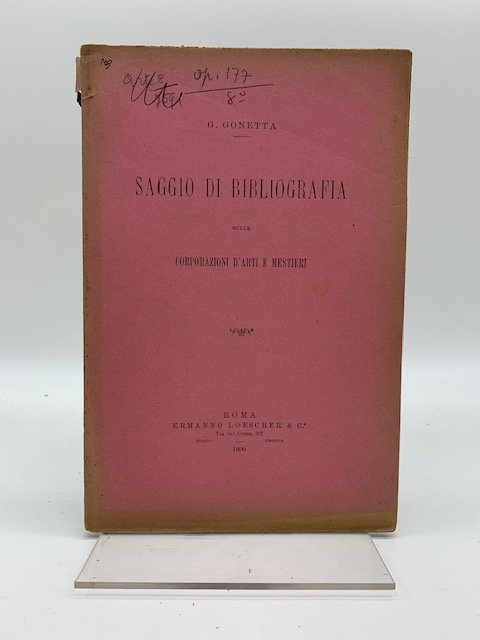 op. 177
8°
G. GONETTA
SAGGIO DI BIBLIOGRAFIA
SULLE
CORPORAZIONI D'ARTI E MESTIERI
ROMA
ERMANNO LOESCHER & C.º
Via del Corso, 307
TORINO — FIRENZE